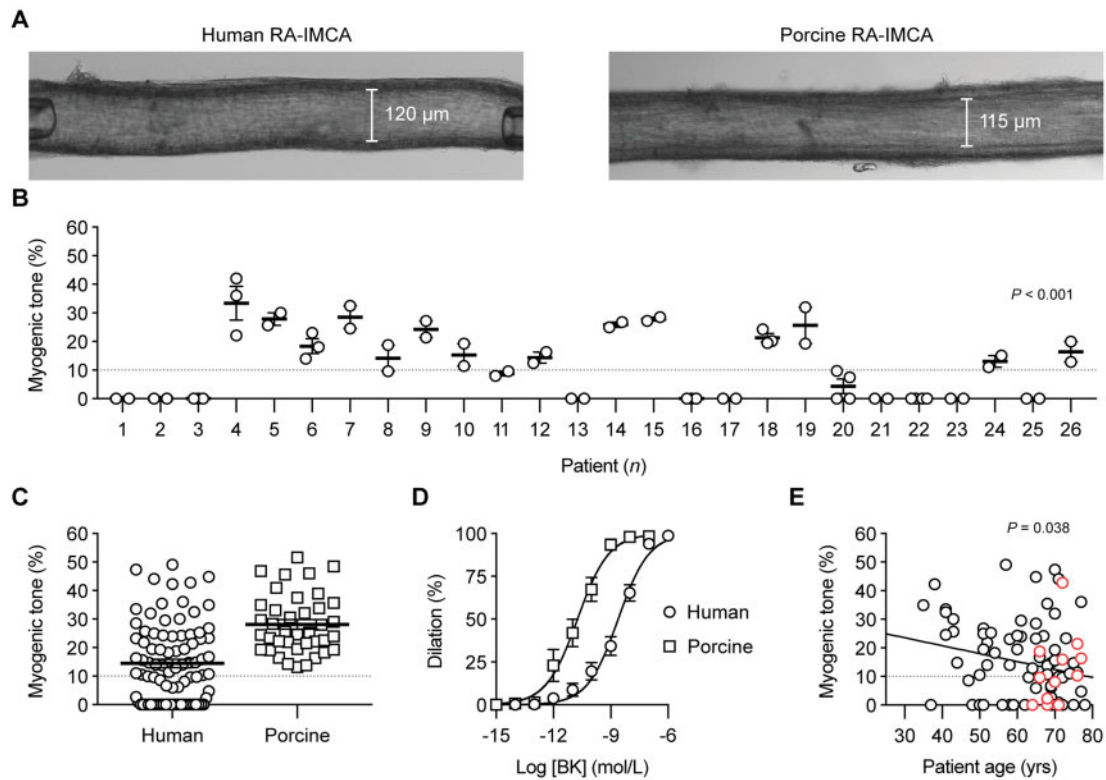 A
Human RA-IMCA
Porcine RA-IMCA
120 µm
115 µm
B
Myogenic tone (%)
60
50
40
30
20
10
0
P < 0.001
1 2 3 4 5 6 7 8 9 10 11 12 13 14 15 16 17 18 19 20 21 22 23 24 25 26
Patient (n)
C
Myogenic tone (%)
60
50
40
30
20
10
0
Human Porcine
D
Dilation (%)
100
75
50
25
0
Human
Porcine
-15 -12 -9 -6
Log [BK] (mol/L)
E
P = 0.038
Myogenic tone (%)
60
50
40
30
20
10
0
30 40 50 60 70 80
Patient age (yrs)